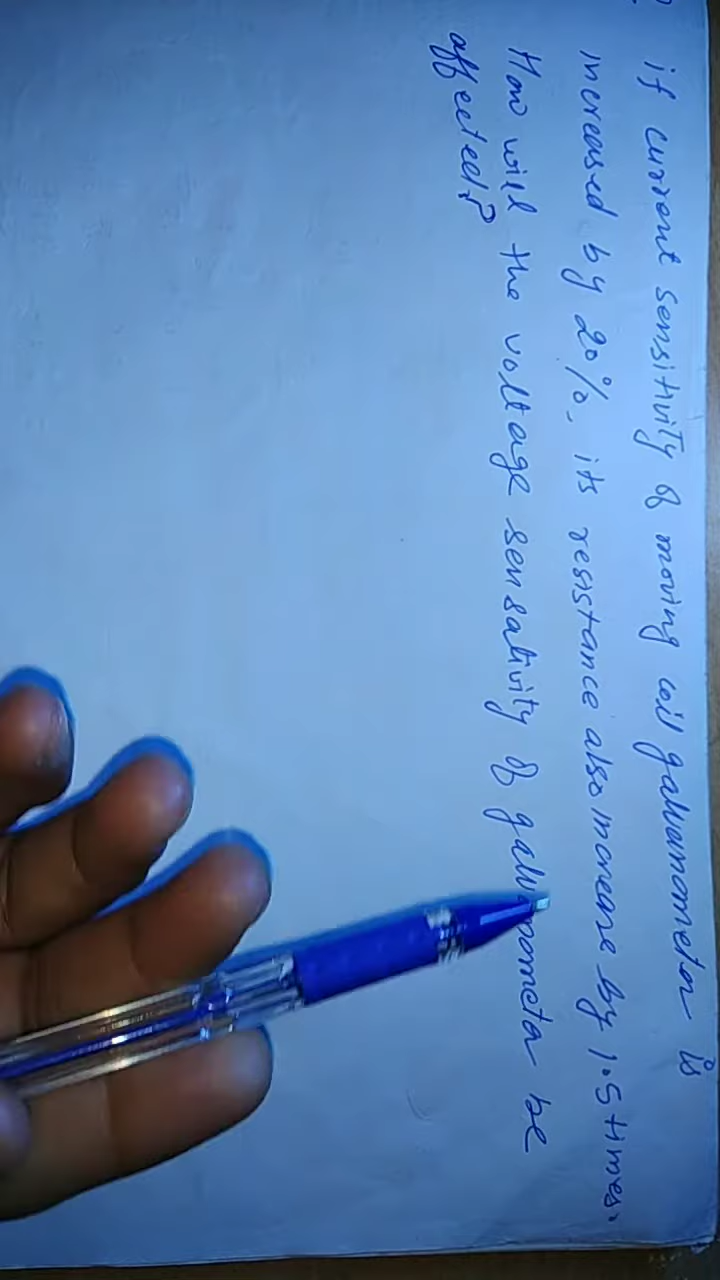 if current sensitivity of moving coil galvanometer is
increased by 20%, its resistance also increase by 1.5 times.
How will the voltage sensativity of galvanometer be
affected?